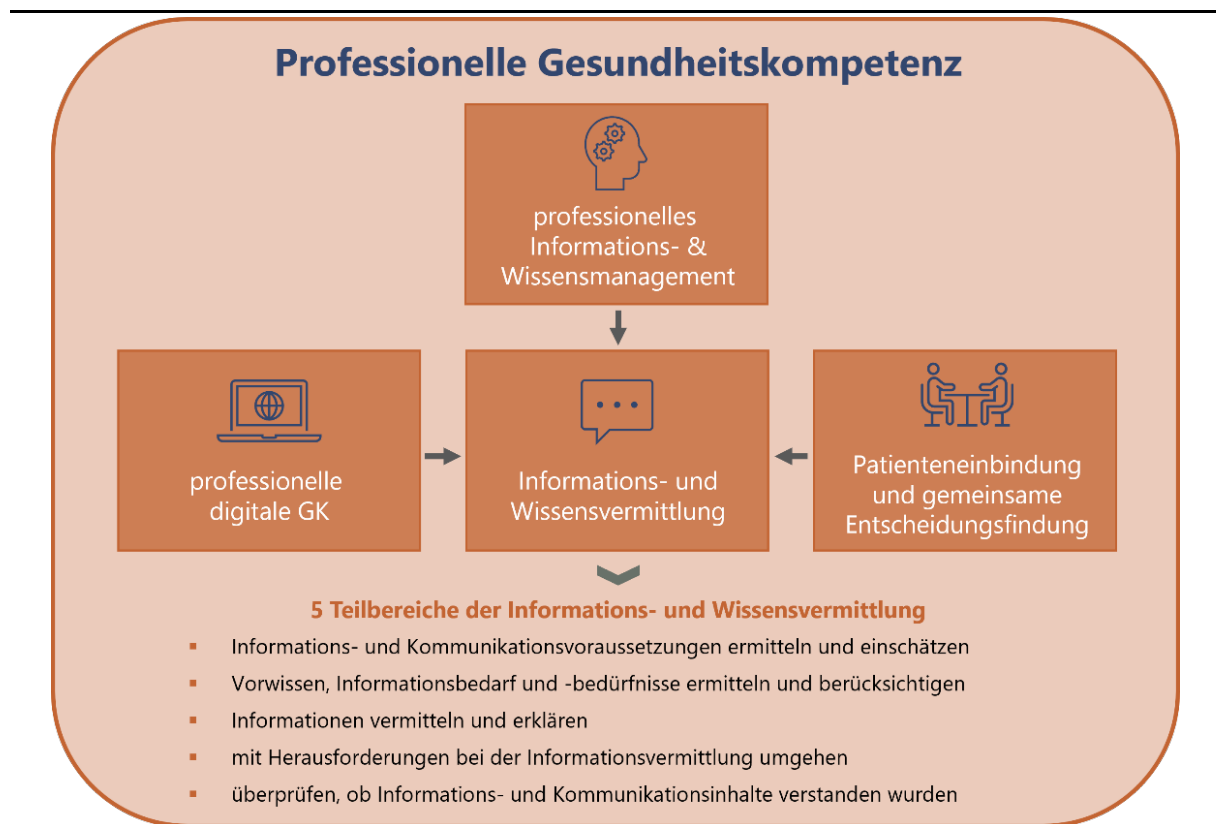 Professionelle Gesundheitskompetenz
professionelles
Informations- &
Wissensmanagement
professionelle
digitale GK
Informations- und
Wissensvermittlung
Patienteneinbindung
und gemeinsame
Entscheidungsfindung
5 Teilbereiche der Informations- und Wissensvermittlung
▪ Informations- und Kommunikationsvoraussetzungen ermitteln und einschätzen
▪ Vorwissen, Informationsbedarf und -bedürfnisse ermitteln und berücksichtigen
▪ Informationen vermitteln und erklären
▪ mit Herausforderungen bei der Informationsvermittlung umgehen
▪ überprüfen, ob Informations- und Kommunikationsinhalte verstanden wurden